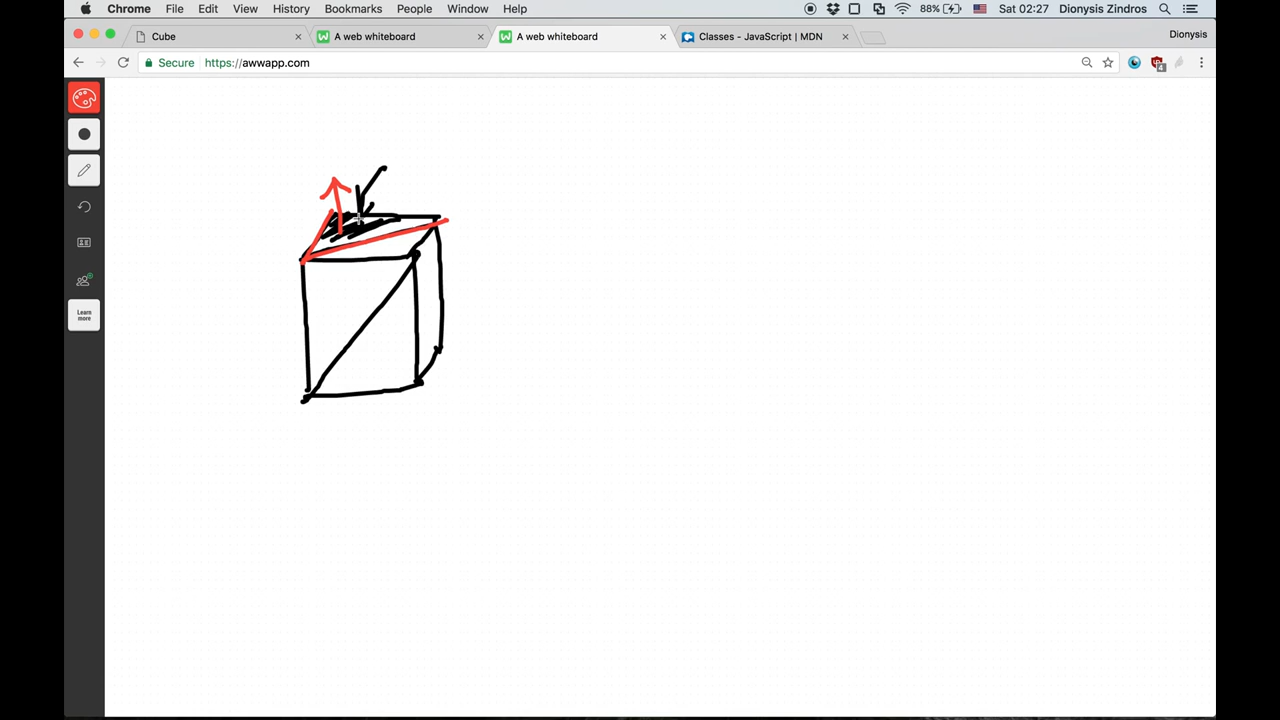 Chrome File Edit View History Bookmarks People Window Help 88% Sat 02:27 Dionysis Zindros
Cube
A web whiteboard
A web whiteboard
Classes - JavaScript | MDN
Dionysis
Secure https://awwapp.com
4
Learn
more